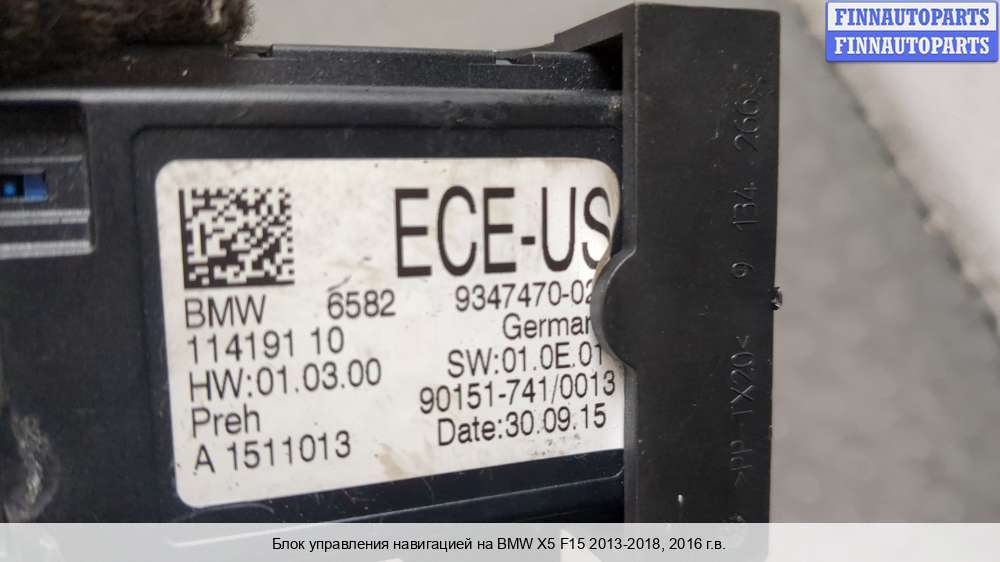 FINNAUTOPARTS
FINNAUTOPARTS
ECE-US
BMW 6582 9347470-02
114191 10 German
HW:01.03.00 SW:01.0E.01
Preh 90151-741/0013
A 1511013 Date:30.09.15
9 134 266
>PP-TX20<
Блок управления навигацией на BMW X5 F15 2013-2018, 2016 г.в.